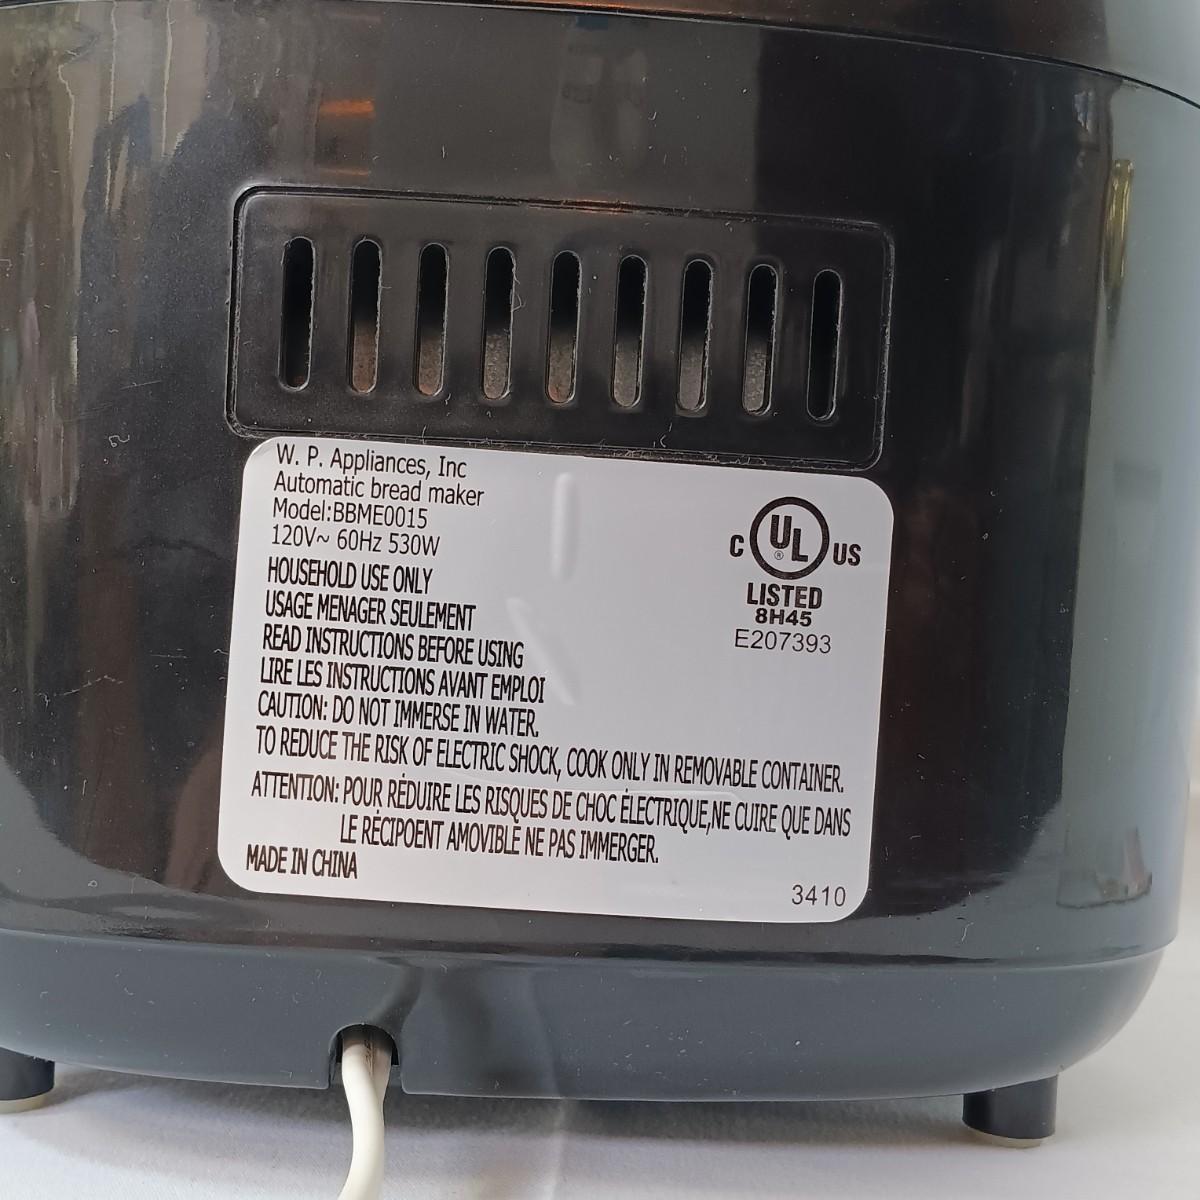 W. P. Appliances, Inc
Automatic bread maker
Model:BBME0015
120V~ 60Hz 530W
HOUSEHOLD USE ONLY
USAGE MENAGER SEULEMENT
READ INSTRUCTIONS BEFORE USING
LIRE LES INSTRUCTIONS AVANT EMPLOI
CAUTION: DO NOT IMMERSE IN WATER.
TO REDUCE THE RISK OF ELECTRIC SHOCK, COOK ONLY IN REMOVABLE CONTAINER.
ATTENTION: POUR RÉDUIRE LES RISQUES DE CHOC ÉLECTRIQUE,NE CUIRE QUE DANS
LE RÉCIPOENT AMOVIBLE NE PAS IMMERGER.
MADE IN CHINA
C UL ® US
LISTED
8H45
E207393
3410